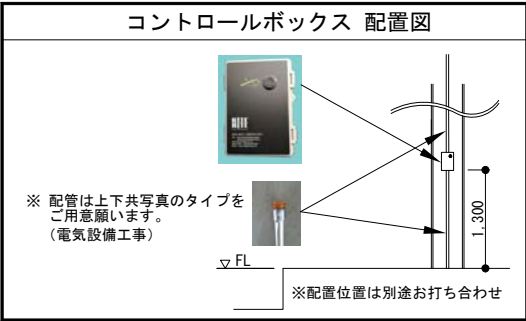 コントロールボックス 配置図
※ 配管は上下共写真のタイプを
ご用意願います。
（電気設備工事）
1,300
▽ FL
※配置位置は別途お打ち合わせ